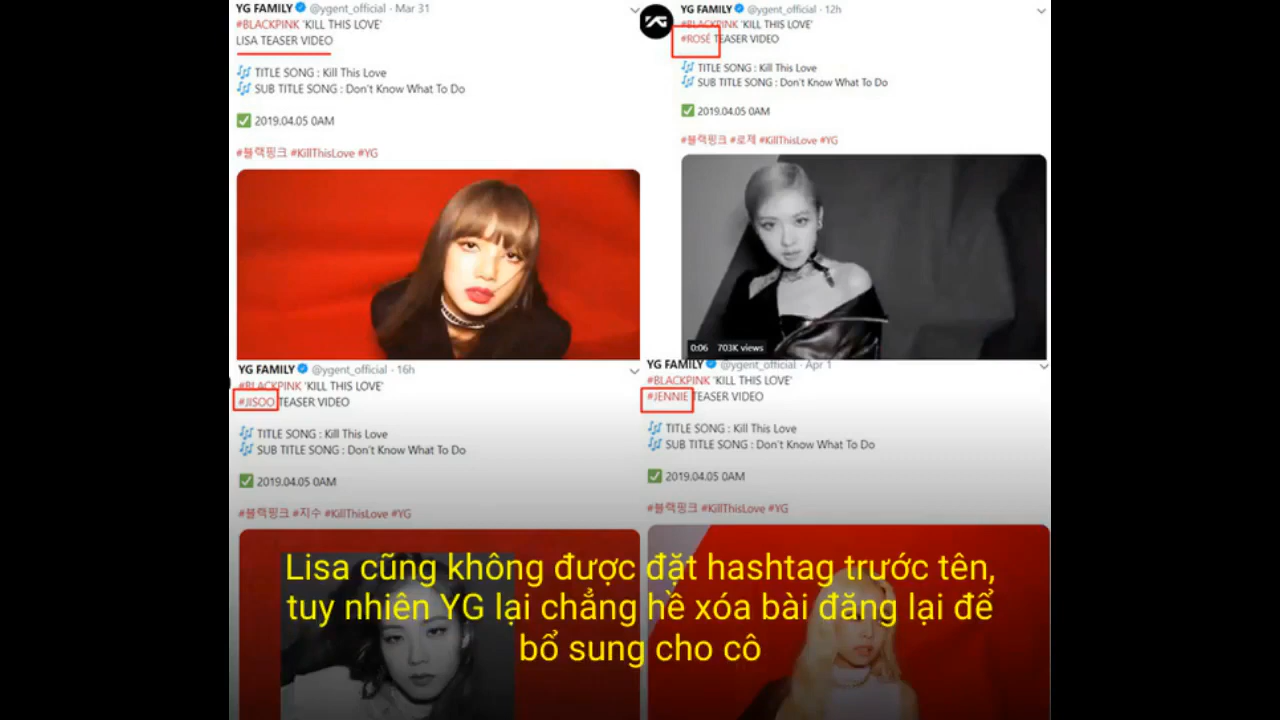 YG FAMILY @ygent_official · Mar 31
#BLACKPINK 'KILL THIS LOVE'
LISA TEASER VIDEO
TITLE SONG : Kill This Love
SUB TITLE SONG : Don't Know What To Do
2019.04.05 0AM
#블랙핑크 #KillThisLove #YG
YG FAMILY @ygent_official · 12h
#BLACKPINK 'KILL THIS LOVE'
#ROSÉ TEASER VIDEO
TITLE SONG : Kill This Love
SUB TITLE SONG : Don't Know What To Do
2019.04.05 0AM
#블랙핑크 #로제 #KillThisLove #YG
0:06 703K views
YG FAMILY @ygent_official · 16h
#BLACKPINK 'KILL THIS LOVE'
#JISOO TEASER VIDEO
TITLE SONG : Kill This Love
SUB TITLE SONG : Don't Know What To Do
2019.04.05 0AM
#블랙핑크 #지수 #KillThisLove #YG
YG FAMILY @ygent_official · Apr 1
#BLACKPINK 'KILL THIS LOVE'
#JENNIE TEASER VIDEO
TITLE SONG : Kill This Love
SUB TITLE SONG : Don't Know What To Do
2019.04.05 0AM
#블랙핑크 #KillThisLove #YG
Lisa cũng không được đặt hashtag trước tên,
tuy nhiên YG lại chẳng hề xóa bài đăng lại để
bổ sung cho cô